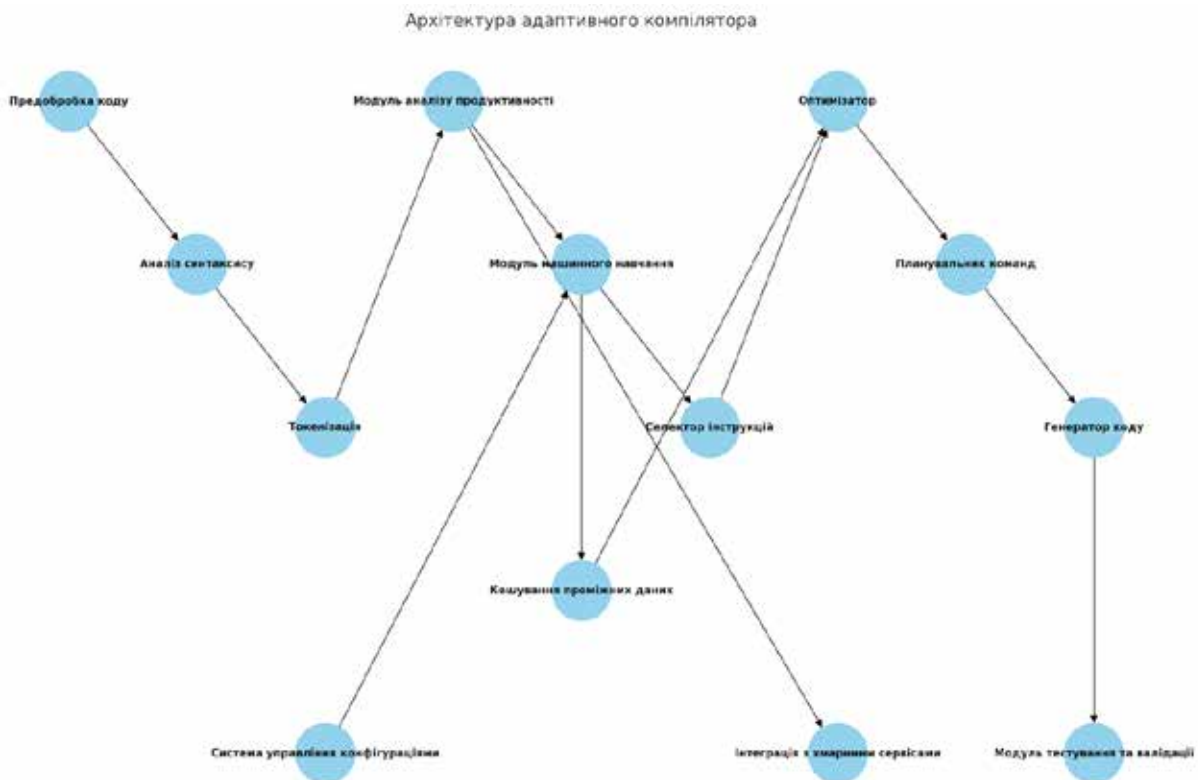 Архітектура адаптивного компілятора
Предобробка коду
Модуль аналізу продуктивності
Оптимізатор
Аналіз синтаксису
Модуль машинного навчання
Планувальник команд
Токенізація
Селектор інструкцій
Генератор коду
Кешування проміжних даних
Система управління конфігураціями
Інтеграція з хмарними сервісами
Модуль тестування та валідації